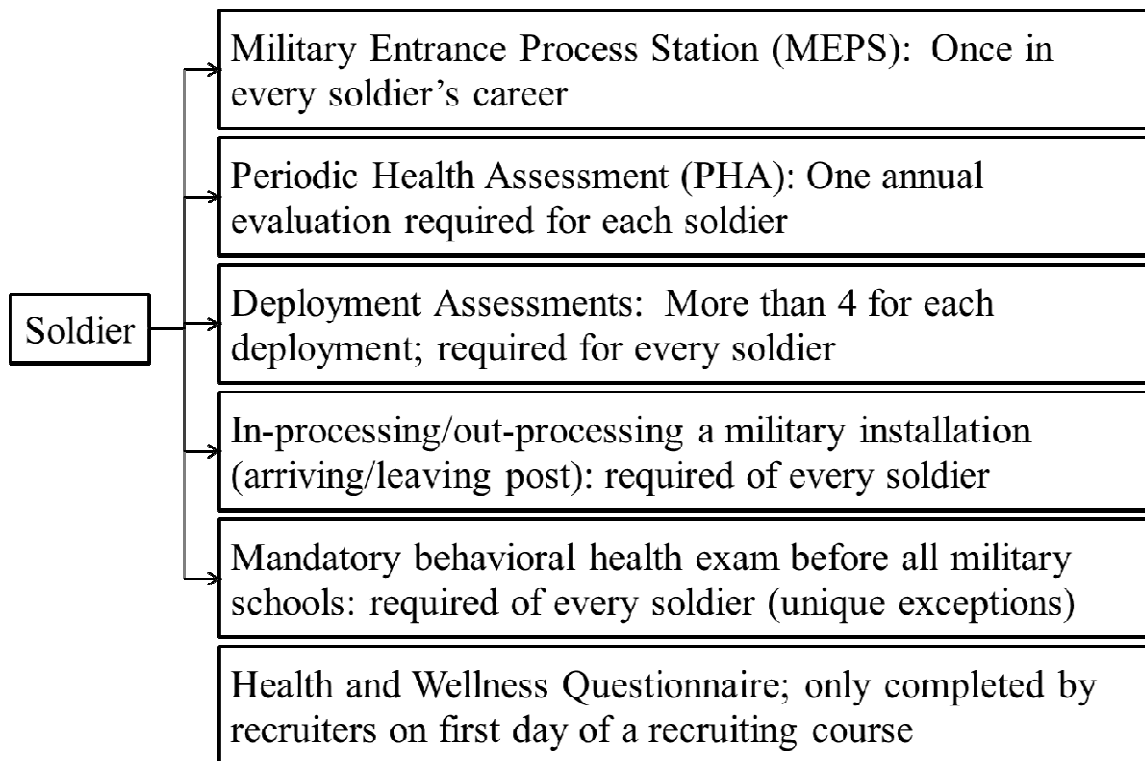 Military Entrance Process Station (MEPS):  Once in
every soldier’s career
Periodic Health Assessment (PHA): One annual
evaluation required for each soldier
Soldier
Deployment Assessments:  More than 4 for each
deployment; required for every soldier
In-processing/out-processing a military installation
(arriving/leaving post): required of every soldier
Mandatory behavioral health exam before all military
schools: required of every soldier (unique exceptions)
Health and Wellness Questionnaire; only completed by
recruiters on first day of a recruiting course